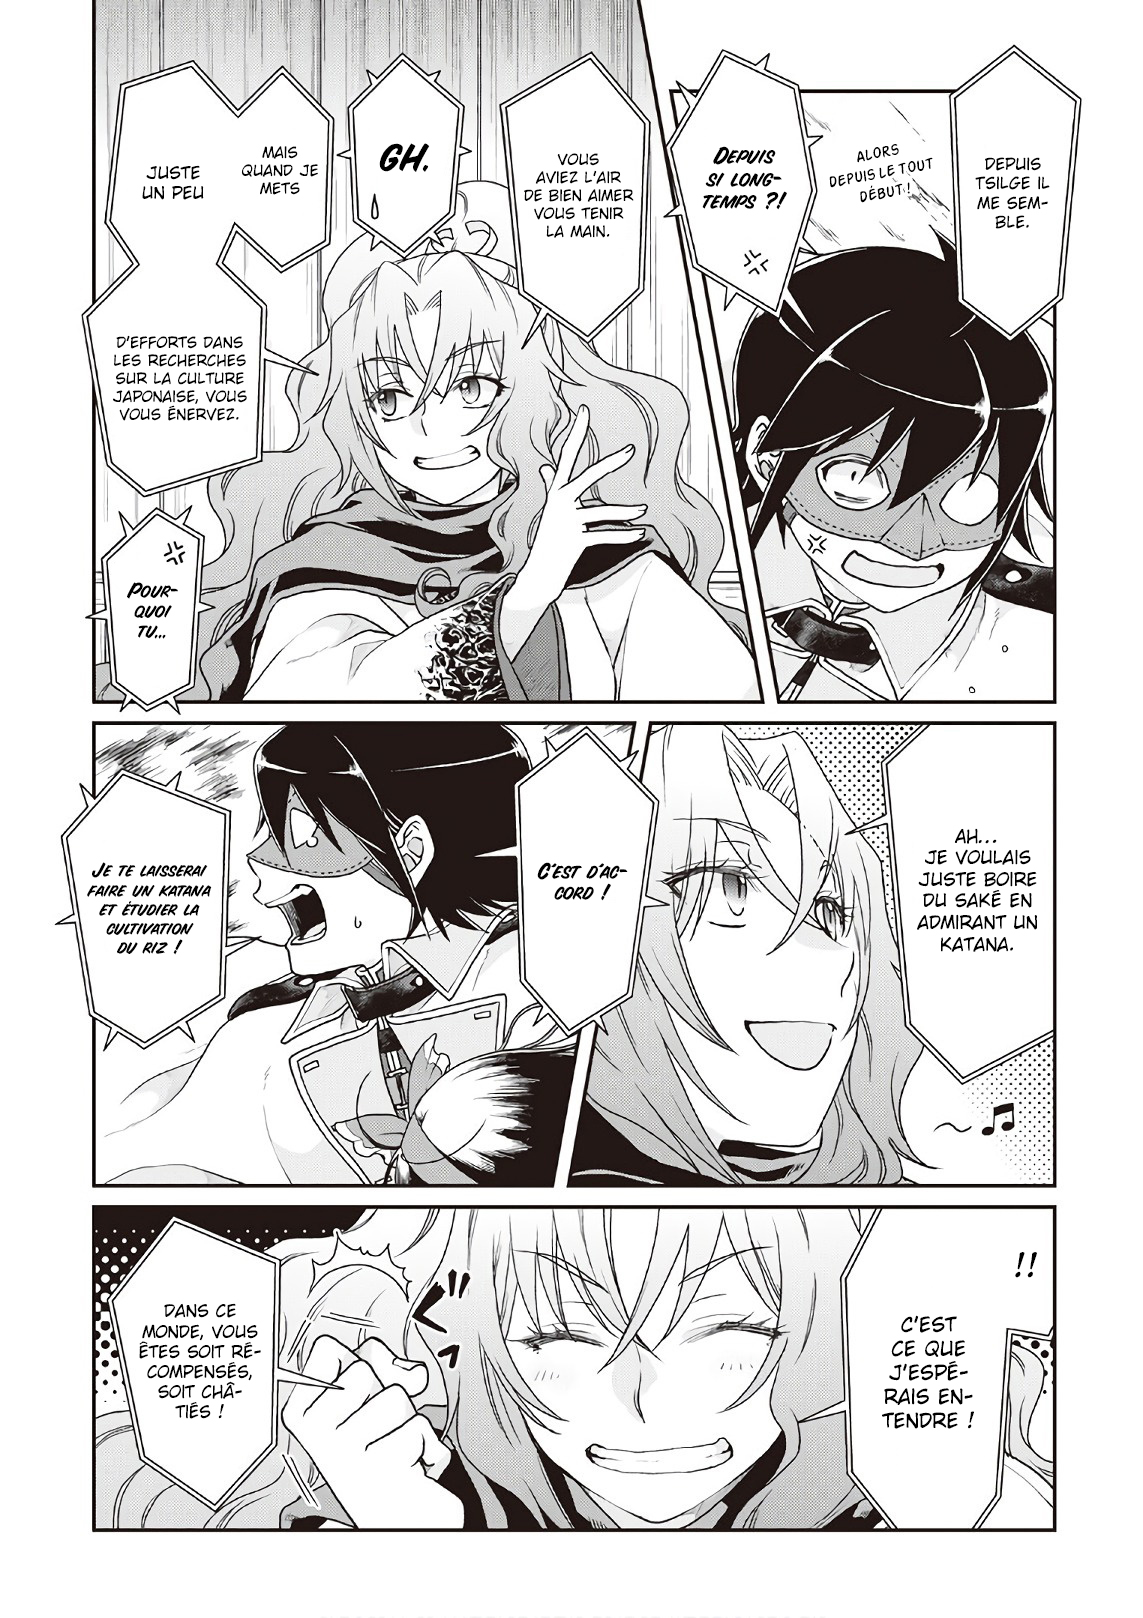 DEPUIS
TSILGE IL
ME SEM-
BLE.
ALORS
DEPUIS LE TOUT
DÉBUT !
DEPUIS
SI LONG-
TEMPS ?!
VOUS
AVIEZ L'AIR
DE BIEN AIMER
VOUS TENIR
LA MAIN.
GH.
MAIS
QUAND JE
METS
JUSTE
UN PEU
D'EFFORTS DANS
LES RECHERCHES
SUR LA CULTURE
JAPONAISE, VOUS
VOUS ÉNERVEZ.
POUR-
QUOI
TU...
AH...
JE VOULAIS
JUSTE BOIRE
DU SAKÉ EN
ADMIRANT UN
KATANA.
C'EST D'AC-
CORD !
JE TE LAISSERAI
FAIRE UN KATANA
ET ÉTUDIER LA
CULTIVATION
DU RIZ !
!!
C'EST
CE QUE
J'ESPÉ-
RAIS EN-
TENDRE !
ぐっ
DANS CE
MONDE, VOUS
ÊTES SOIT RÉ-
COMPENSÉS,
SOIT CHÂ-
TIÉS !